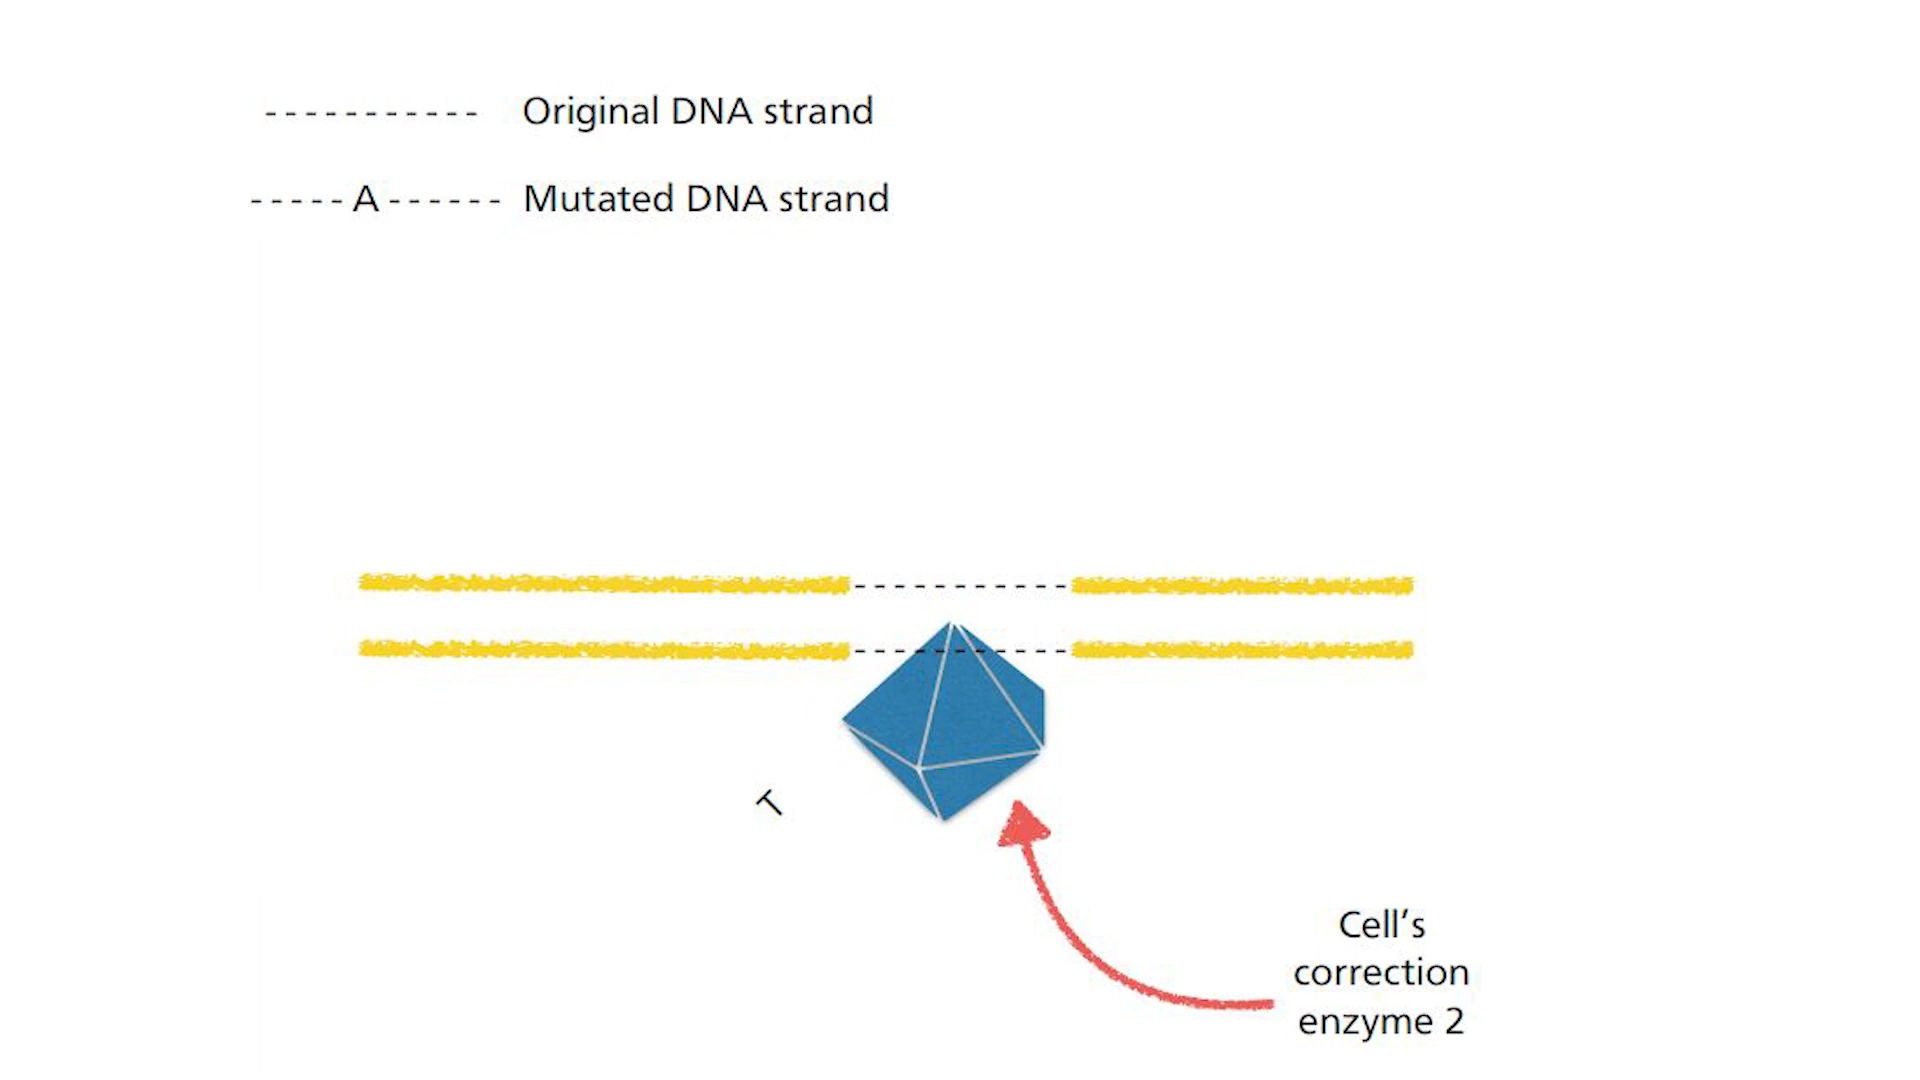 ----------- Original DNA strand
-----A------ Mutated DNA strand
T
Cell's
correction
enzyme 2